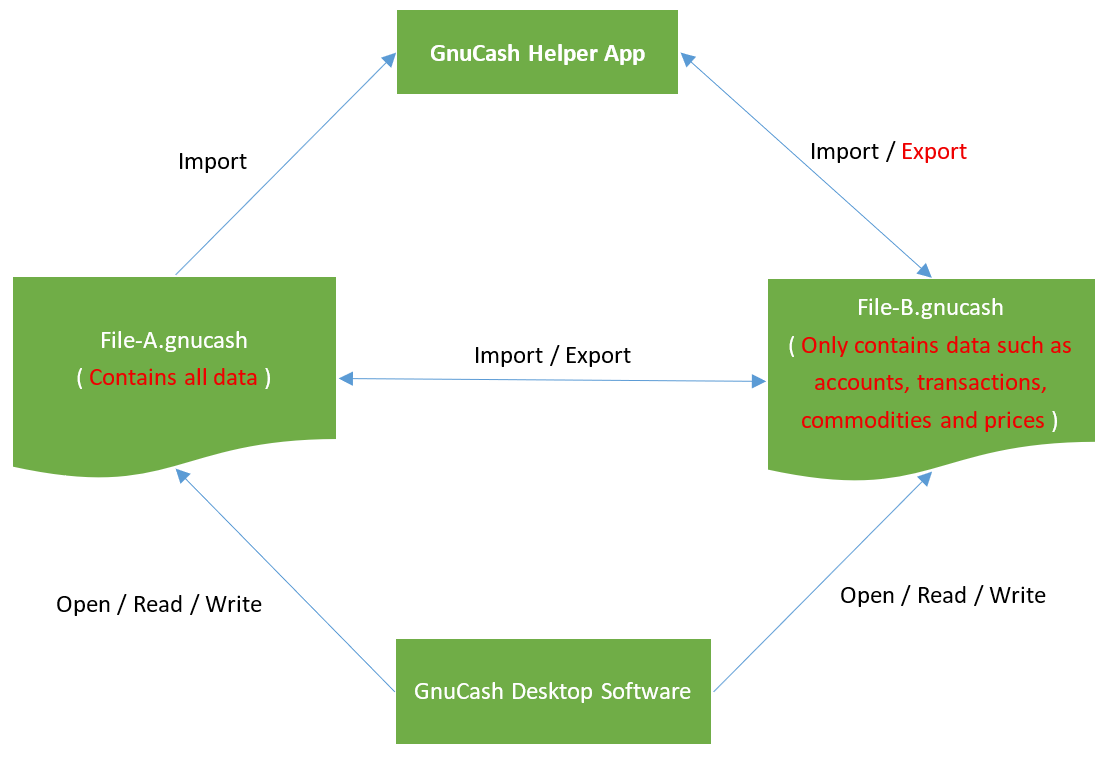 GnuCash Helper App
Import
Import / Export
File-A.gnucash
( Contains all data )
Import / Export
File-B.gnucash
( Only contains data such as
accounts, transactions,
commodities and prices )
Open / Read / Write
Open / Read / Write
GnuCash Desktop Software